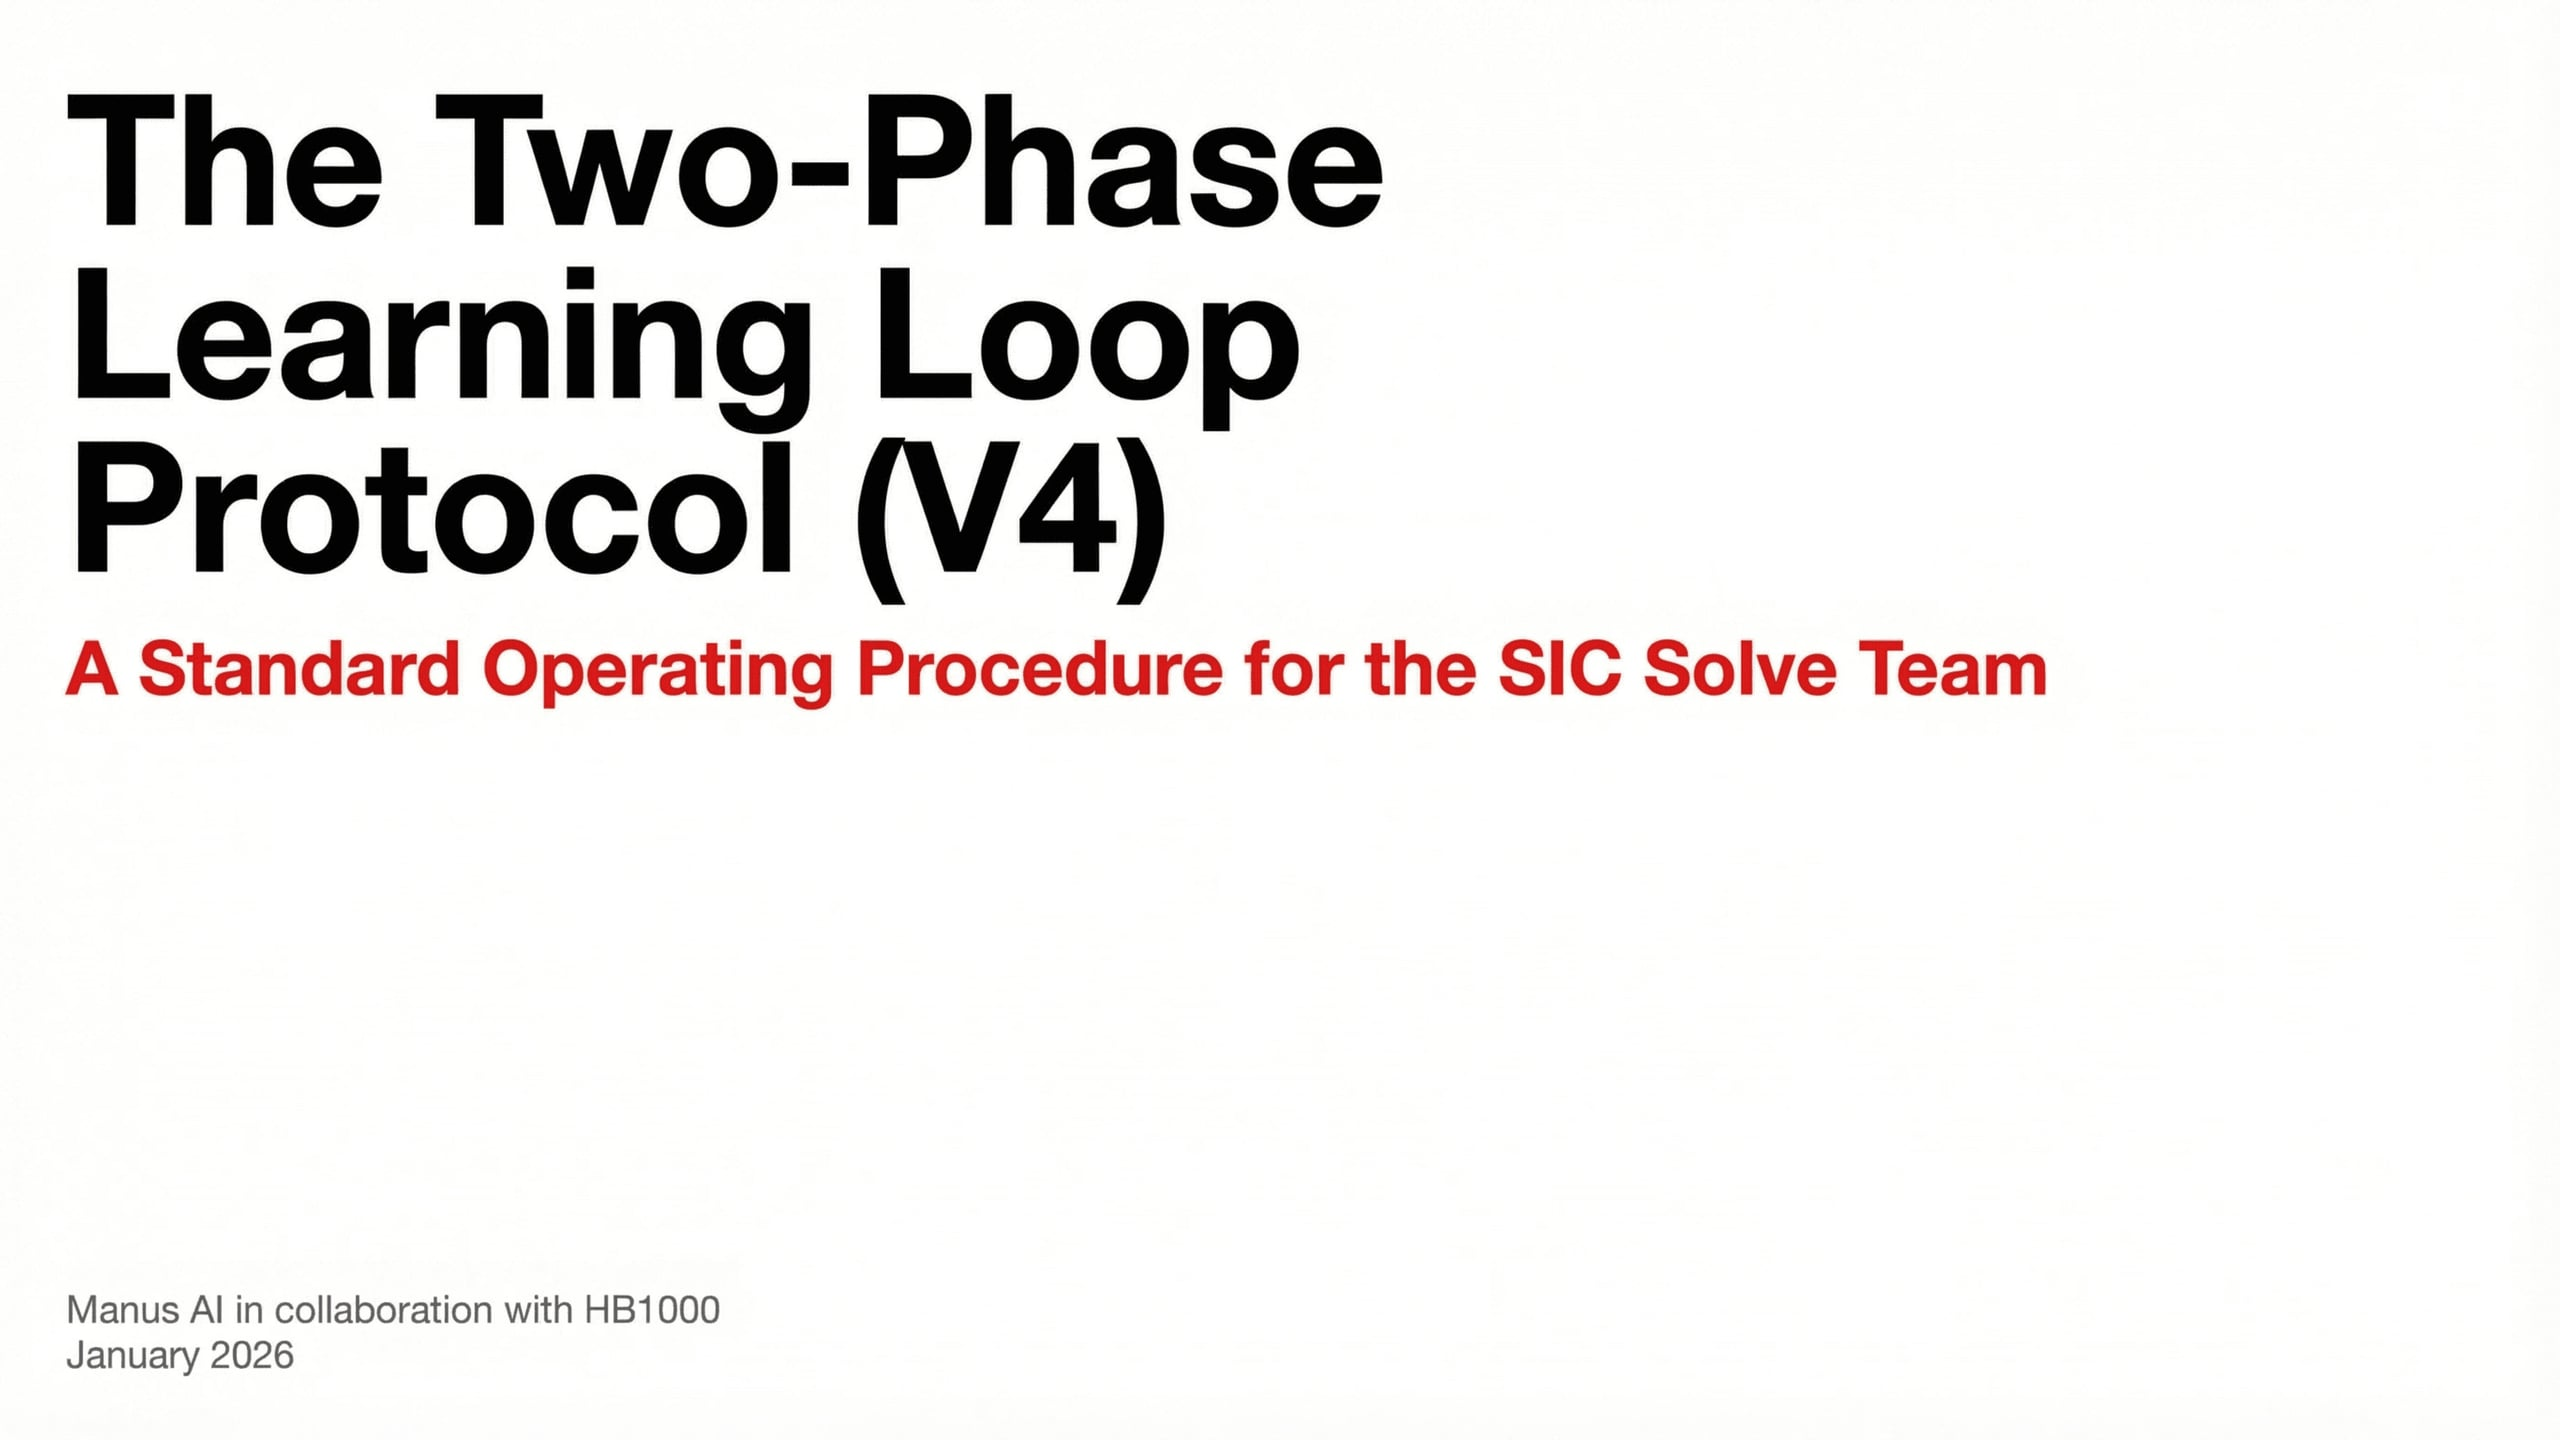 The Two-Phase
Learning Loop
Protocol (V4)
A Standard Operating Procedure for the SIC Solve Team
Manus AI in collaboration with HB1000
January 2026